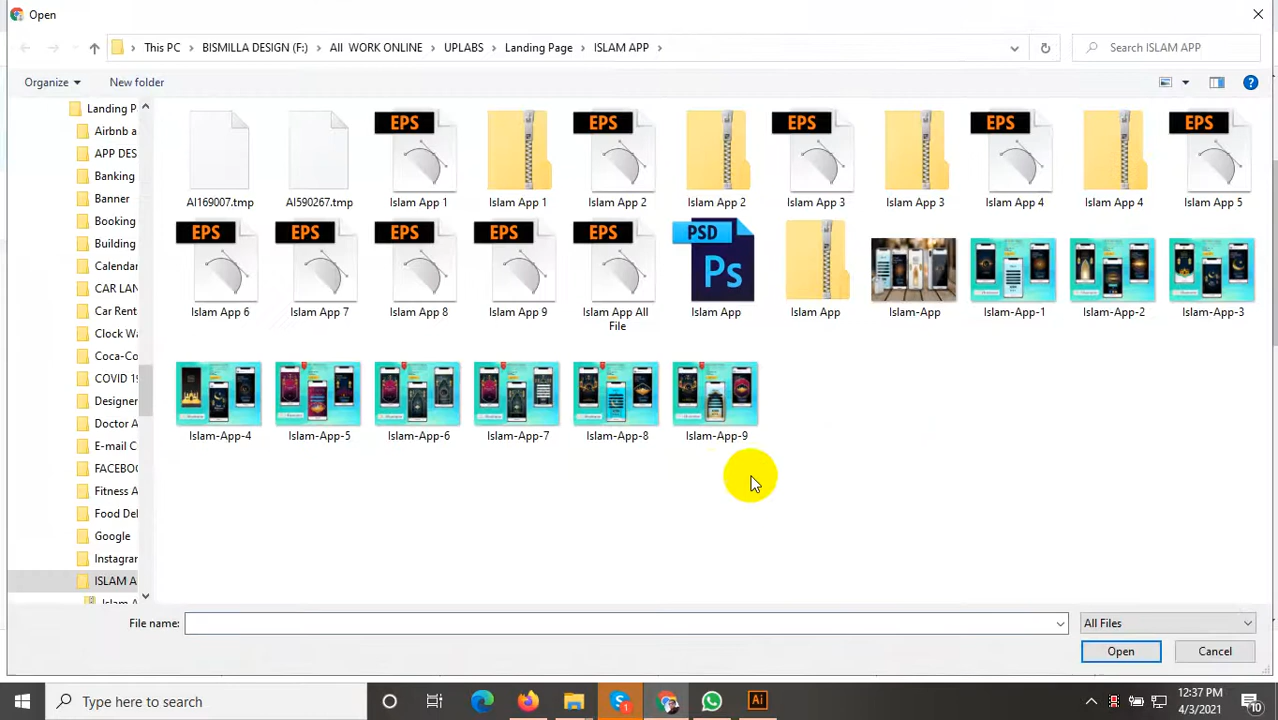 Open
This PC > BISMILLA DESIGN (F:) > All WORK ONLINE > UPLABS > Landing Page > ISLAM APP >
Search ISLAM APP
Organize
New folder
Landing P
Airbnb a
APP DES
Banking
Banner
Booking
Building
Calendar
CAR LAN
Car Rent
Clock Wa
Coca-Co
COVID 19
Designer
Doctor A
E-mail C
FACEBOO
Fitness A
Food Del
Google
Instagran
ISLAM A
Islam A
EPS EPS EPS EPS EPS
AI169007.tmp AI590267.tmp Islam App 1 Islam App 1 Islam App 2 Islam App 2 Islam App 3 Islam App 3 Islam App 4 Islam App 4 Islam App 5
EPS EPS EPS EPS EPS PSD
Ps
Islam App 6 Islam App 7 Islam App 8 Islam App 9 Islam App All File Islam App Islam App Islam-App Islam-App-1 Islam-App-2 Islam-App-3
Islam-App-4 Islam-App-5 Islam-App-6 Islam-App-7 Islam-App-8 Islam-App-9
File name:
All Files
Open Cancel
Type here to search
S 1
Ai
12:37 PM
4/3/2021
10